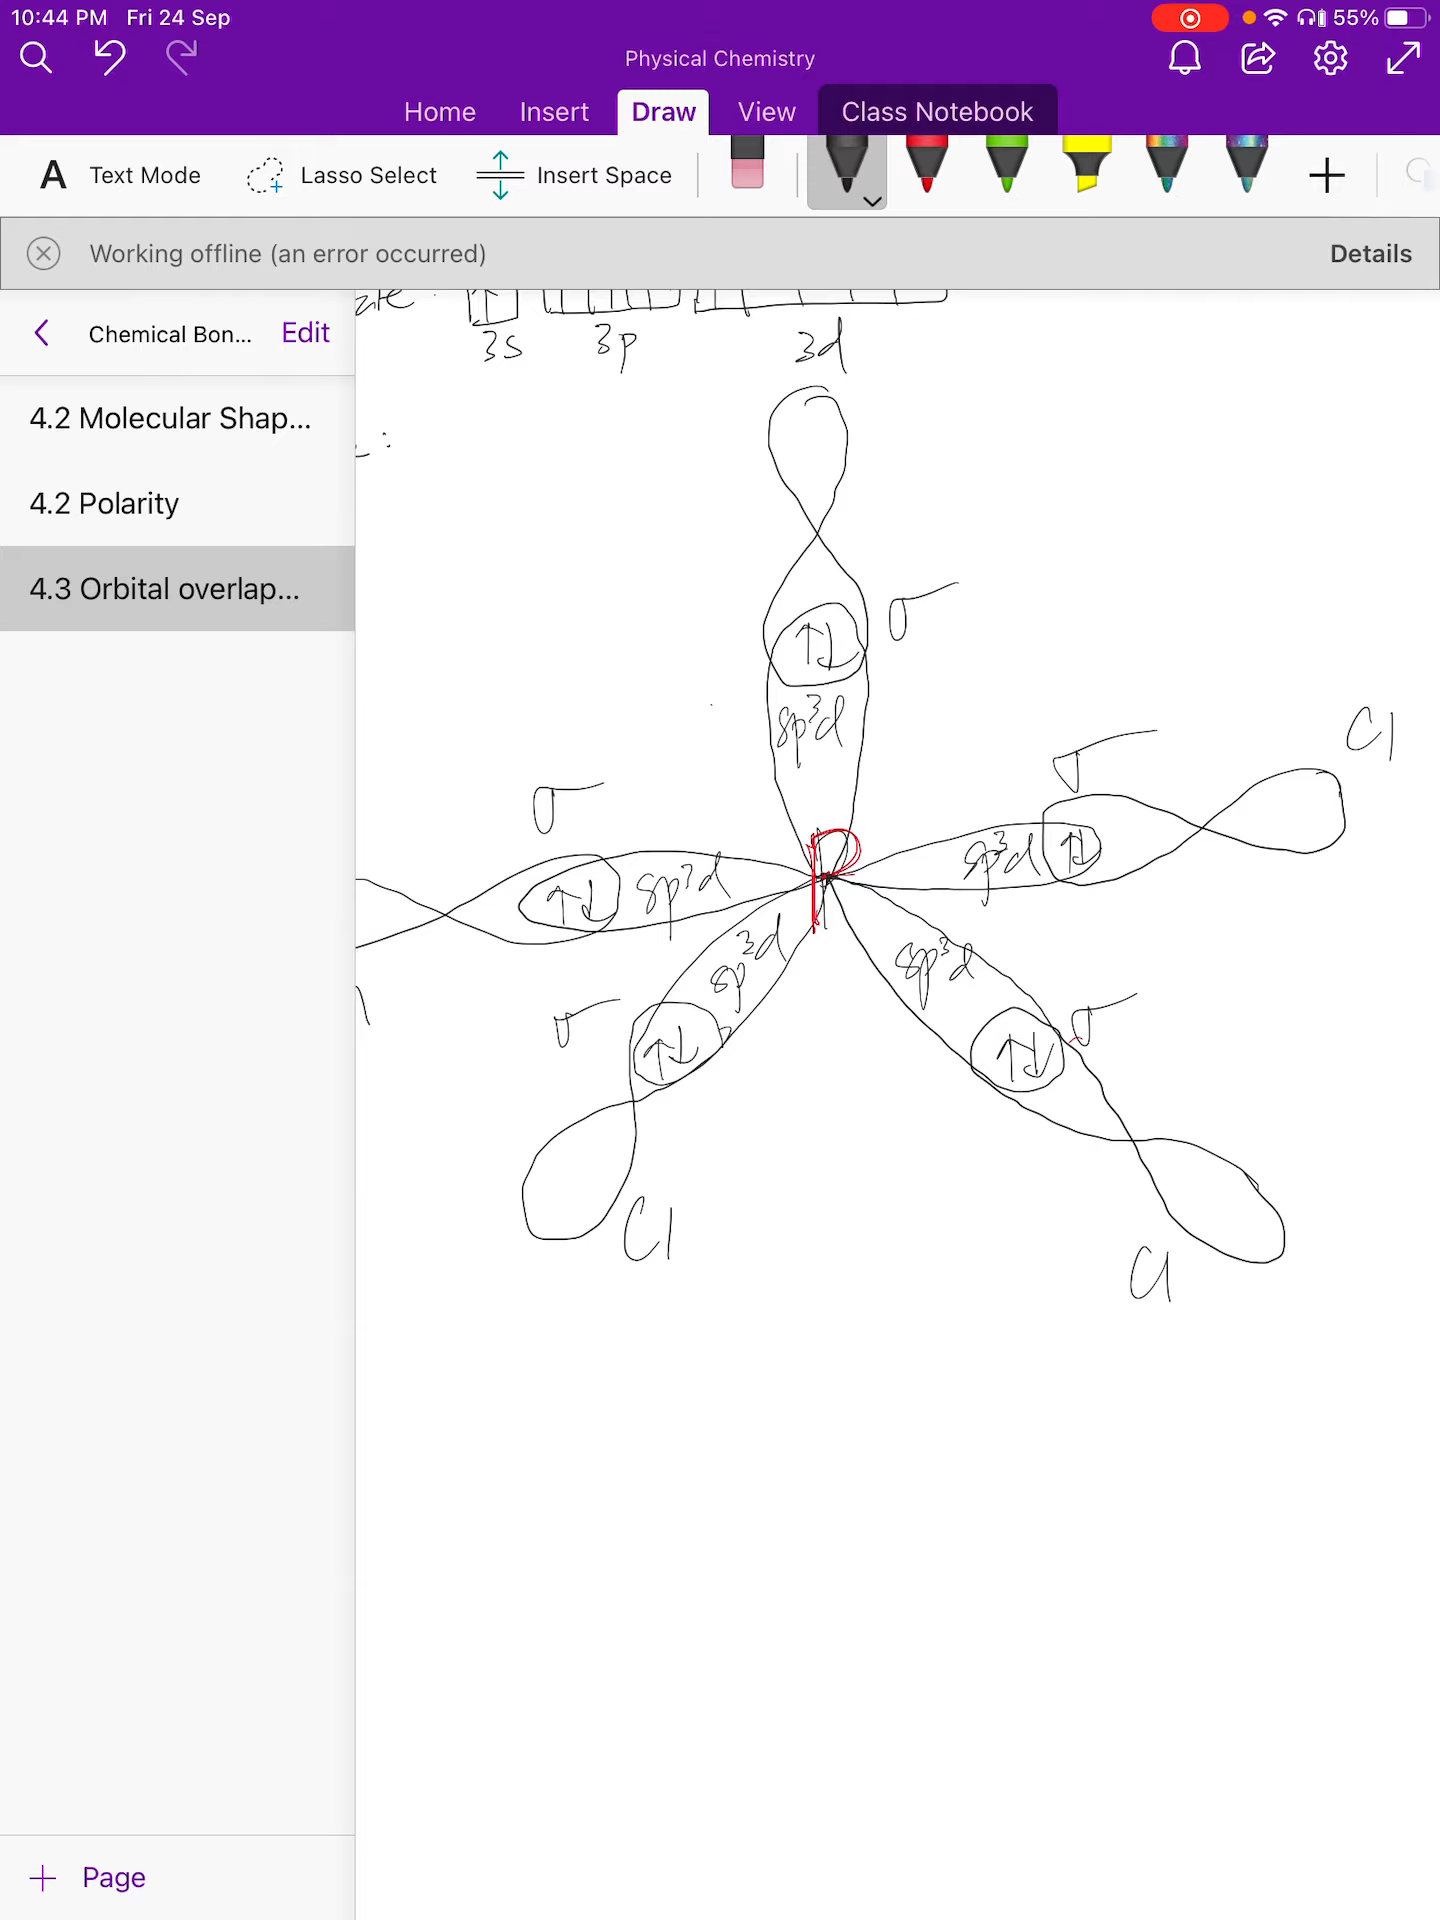 10:44 PM Fri 24 Sep
55%
Physical Chemistry
Home Insert Draw View Class Notebook
A Text Mode Lasso Select Insert Space
Working offline (an error occurred) Details
Chemical Bon... Edit
4.2 Molecular Shap...
4.2 Polarity
4.3 Orbital overlap...
Page
3s 3p 3d
↑
↑↓ σ
sp³d
Cl
σ
σ
sp³d ↑↓
P
↑↓ sp³d
sp³d
sp³d
σ
↑↓
↑↓ σ
Cl
Cl